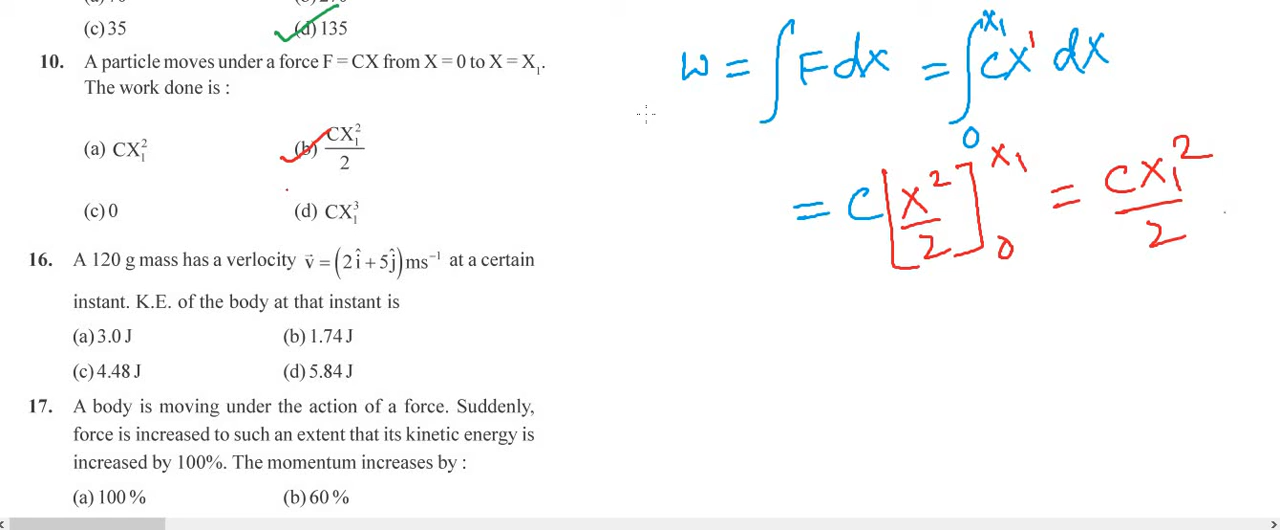 (c) 35 (d) 135
10. A particle moves under a force F = CX from X = 0 to X = X₁.
The work done is :
(a) CX₁² (b) CX₁²/2
(c) 0 (d) CX₁³
16. A 120 g mass has a verlocity v⃗ = (2î + 5ĵ) ms⁻¹ at a certain
instant. K.E. of the body at that instant is
(a) 3.0 J (b) 1.74 J
(c) 4.48 J (d) 5.84 J
17. A body is moving under the action of a force. Suddenly,
force is increased to such an extent that its kinetic energy is
increased by 100%. The momentum increases by :
(a) 100 % (b) 60 %
W = ∫ F dx = ∫₀^x₁ Cx¹ dx
= C [x²/2]₀^x₁ = Cx₁²/2